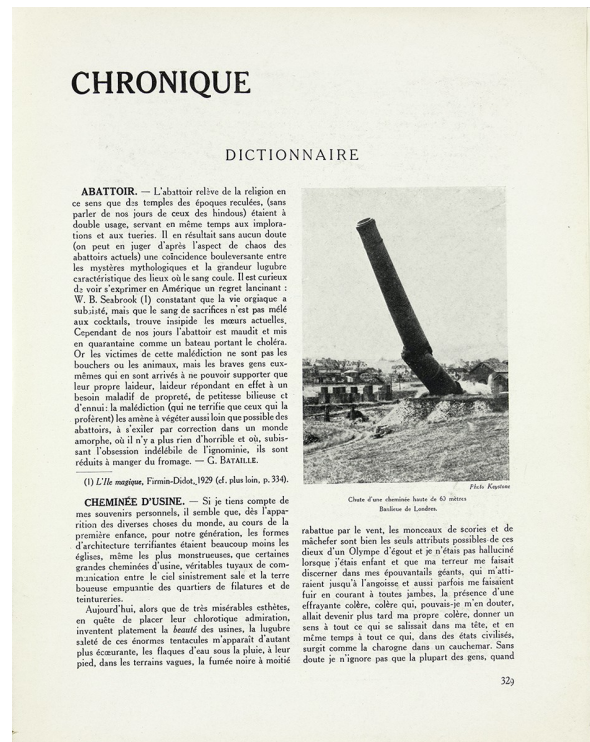 CHRONIQUE
DICTIONNAIRE
ABATTOIR. — L'abattoir relève de la religion en
ce sens que des temples des époques reculées, (sans
parler de nos jours de ceux des hindous) étaient à
double usage, servant en même temps aux implora-
tions et aux tueries. Il en résultait sans aucun doute
(on peut en juger d'après l'aspect de chaos des
abattoirs actuels) une coïncidence bouleversante entre
les mystères mythologiques et la grandeur lugubre
caractéristique des lieux où le sang coule. Il est curieux
de voir s'exprimer en Amérique un regret lancinant :
W. B. Seabrook (1) constatant que la vie orgiaque a
subsisté, mais que le sang de sacrifices n'est pas mêlé
aux cocktails, trouve insipide les mœurs actuelles.
Cependant de nos jours l'abattoir est maudit et mis
en quarantaine comme un bateau portant le choléra.
Or les victimes de cette malédiction ne sont pas les
bouchers ou les animaux, mais les braves gens eux-
mêmes qui en sont arrivés à ne pouvoir supporter que
leur propre laideur, laideur répondant en effet à un
besoin maladif de propreté, de petitesse bilieuse et
d'ennui : la malédiction (qui ne terrifie que ceux qui la
profèrent) les amène à végéter aussi loin que possible des
abattoirs, à s'exiler par correction dans un monde
amorphe, où il n'y a plus rien d'horrible et où, subis-
sant l'obsession indélébile de l'ignominie, ils sont
réduits à manger du fromage. — G. BATAILLE.
(1) L'Ile magique, Firmin-Didot, 1929 (cf. plus loin, p. 334).
CHEMINÉE D'USINE. — Si je tiens compte de
mes souvenirs personnels, il semble que, dès l'appa-
rition des diverses choses du monde, au cours de la
première enfance, pour notre génération, les formes
d'architecture terrifiantes étaient beaucoup moins les
églises, même les plus monstrueuses, que certaines
grandes cheminées d'usine, véritables tuyaux de com-
munication entre le ciel sinistrement sale et la terre
boueuse empuantie des quartiers de filatures et de
teintureries.
Aujourd'hui, alors que de très misérables esthètes,
en quête de placer leur chlorotique admiration,
inventent platement la beauté des usines, la lugubre
saleté de ces énormes tentacules m'apparaît d'autant
plus écœurante, les flaques d'eau sous la pluie, à leur
pied, dans les terrains vagues, la fumée noire à moitié
Photo Keystone
Chute d'une cheminée haute de 60 mètres
Banlieue de Londres.
rabattue par le vent, les monceaux de scories et de
mâchefer sont bien les seuls attributs possibles de ces
dieux d'un Olympe d'égout et je n'étais pas halluciné
lorsque j'étais enfant et que ma terreur me faisait
discerner dans mes épouvantails géants, qui m'atti-
raient jusqu'à l'angoisse et aussi parfois me faisaient
fuir en courant à toutes jambes, la présence d'une
effrayante colère, colère qui, pouvais-je m'en douter,
allait devenir plus tard ma propre colère, donner un
sens à tout ce qui se salissait dans ma tête, et en
même temps à tout ce qui, dans des états civilisés,
surgit comme la charogne dans un cauchemar. Sans
doute je n'ignore pas que la plupart des gens, quand
329